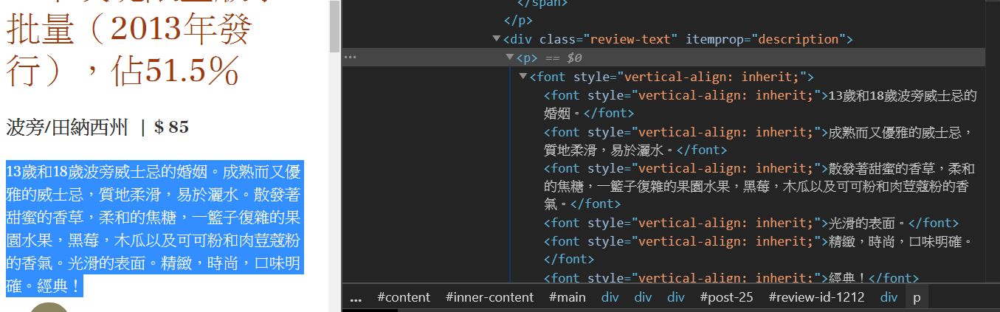 批量（2013年發
行），佔51.5％
波旁/田納西州 | $ 85
13歲和18歲波旁威士忌的婚姻。成熟而又優
雅的威士忌，質地柔滑，易於灑水。散發著
甜蜜的香草，柔和的焦糖，一籃子復雜的果
園水果，黑莓，木瓜以及可可粉和肉荳蔻粉
的香氣。光滑的表面。精緻，時尚，口味明
確。經典！
</span>
</p>
▼<div class="review-text" itemprop="description">
… ▼<p> == $0
▼<font style="vertical-align: inherit;">
<font style="vertical-align: inherit;">13歲和18歲波旁威士忌的
婚姻。</font>
<font style="vertical-align: inherit;">成熟而又優雅的威士忌，
質地柔滑，易於灑水。</font>
<font style="vertical-align: inherit;">散發著甜蜜的香草，柔和
的焦糖，一籃子復雜的果園水果，黑莓，木瓜以及可可粉和肉荳蔻粉的香
氣。</font>
<font style="vertical-align: inherit;">光滑的表面。</font>
<font style="vertical-align: inherit;">精緻，時尚，口味明確。
</font>
<font style="vertical-align: inherit;">經典！</font>
… #content #inner-content #main div div div #post-25 #review-id-1212 div p